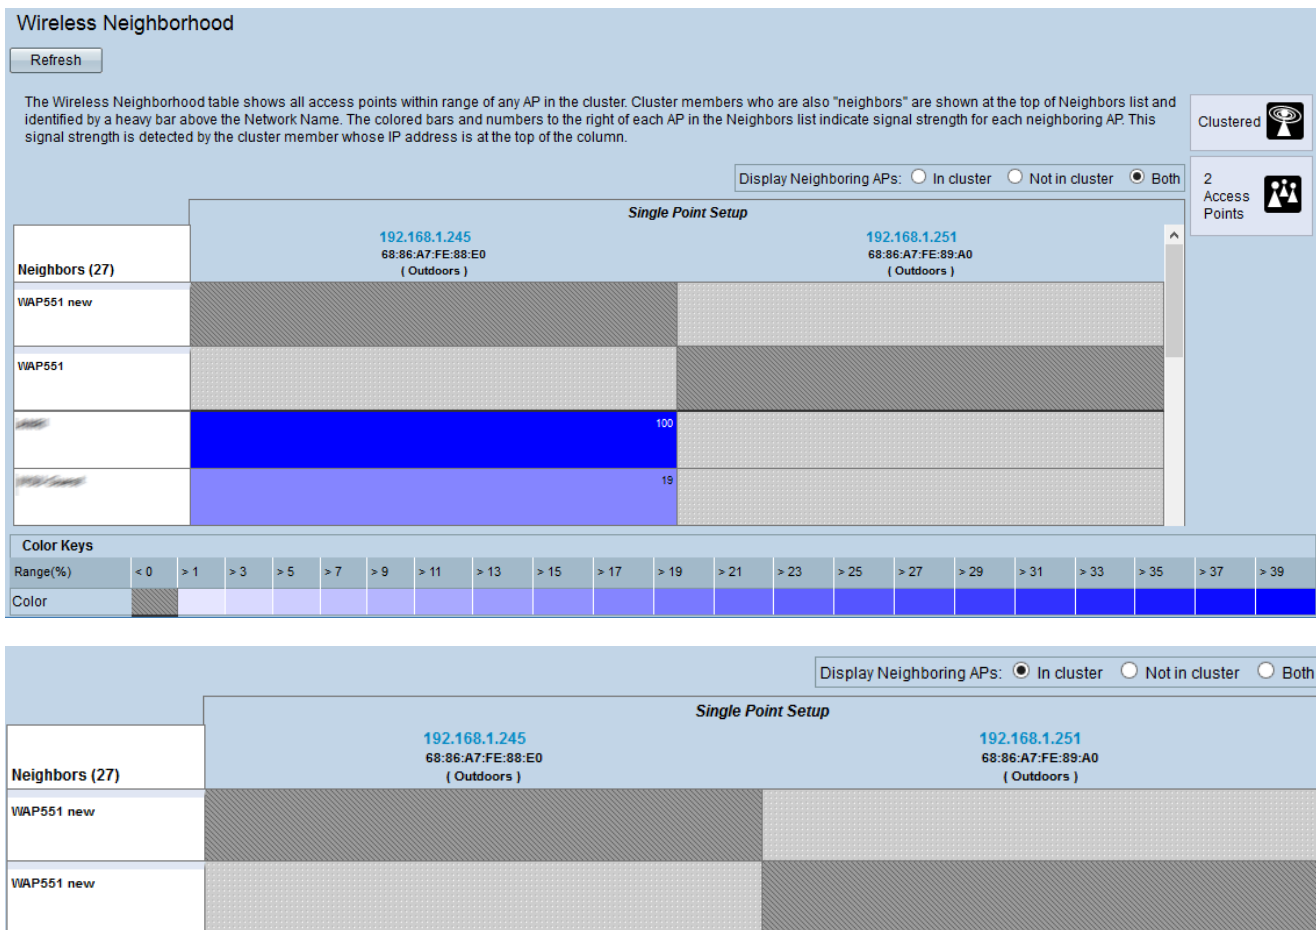 Wireless Neighborhood
Refresh
The Wireless Neighborhood table shows all access points within range of any AP in the cluster. Cluster members who are also "neighbors" are shown at the top of Neighbors list and
identified by a heavy bar above the Network Name. The colored bars and numbers to the right of each AP in the Neighbors list indicate signal strength for each neighboring AP. This
signal strength is detected by the cluster member whose IP address is at the top of the column.
Clustered
2
Access
Points
Display Neighboring APs: In cluster Not in cluster Both
Single Point Setup
192.168.1.245 192.168.1.251
68:86:A7:FE:88:E0 68:86:A7:FE:89:A0
Neighbors (27) ( Outdoors ) ( Outdoors )
WAP551 new
WAP551
100
19
Color Keys
Range(%) < 0 > 1 > 3 > 5 > 7 > 9 > 11 > 13 > 15 > 17 > 19 > 21 > 23 > 25 > 27 > 29 > 31 > 33 > 35 > 37 > 39
Color
Display Neighboring APs: In cluster Not in cluster Both
Single Point Setup
192.168.1.245 192.168.1.251
68:86:A7:FE:88:E0 68:86:A7:FE:89:A0
Neighbors (27) ( Outdoors ) ( Outdoors )
WAP551 new
WAP551 new